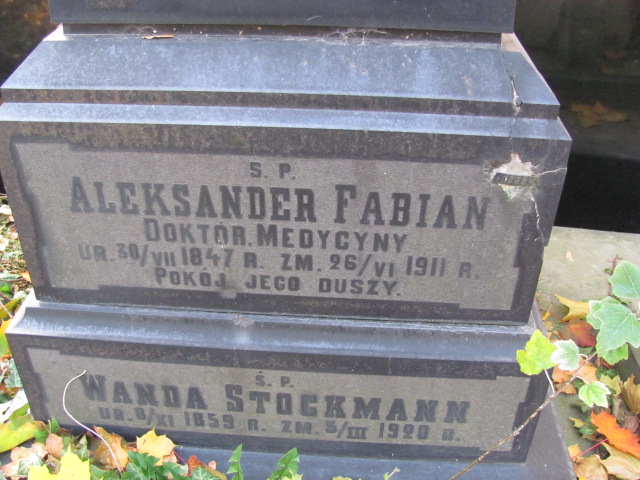 Ś. P.
ALEKSANDER FABIAN
DOKTÓR. MEDYCYNY
UR. 30/VII 1847 R. ZM. 26/VI 1911 R.
POKÓJ JEGO DUSZY.
Ś. P.
WANDA STOCKMANN
UR. 8/XI 1859 R. ZM. 5/III 1920 R.